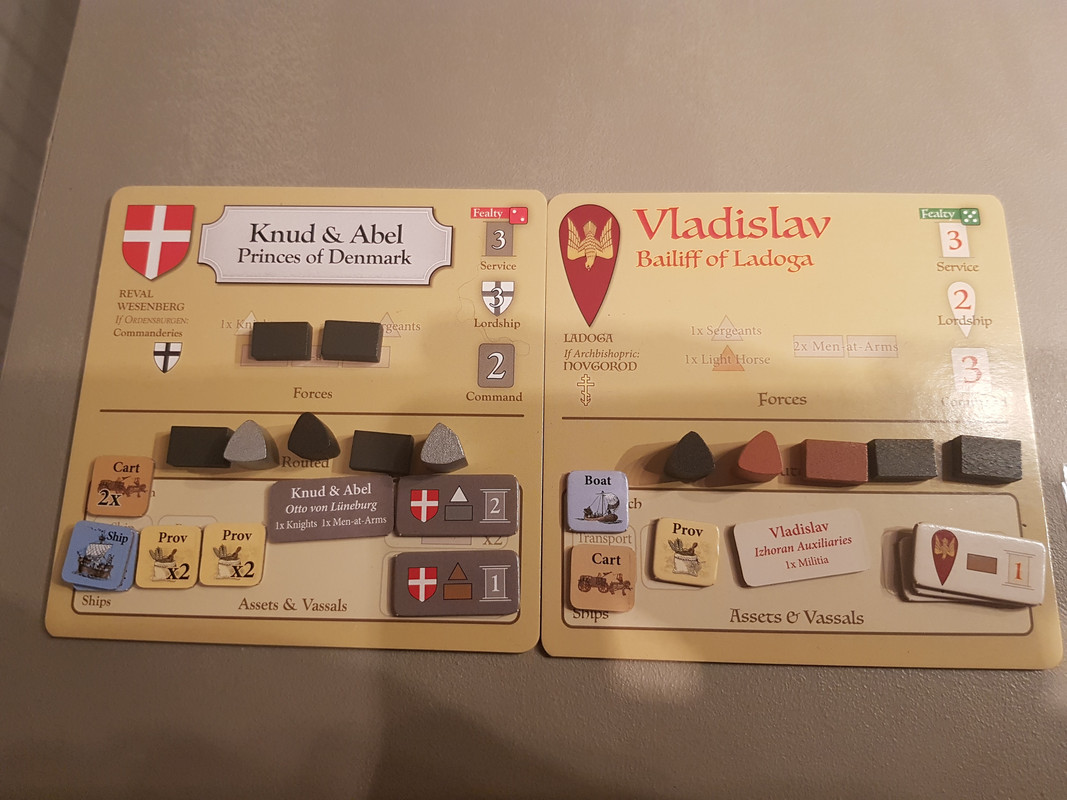 Knud & Abel
Princes of Denmark
Fealty
3
Service
REVAL
WESENBERG
If Ordensburgen:
Commanderies
3
Lordship
1x Kn
geants
2
Command
Forces
Routed
Cart
2x
Ship
Prov
x2
Prov
x2
Knud & Abel
Otto von Lüneburg
1x Knights 1x Men-at-Arms
2
x2
1
Ships
Assets & Vassals
Vladislav
Bailiff of Ladoga
Fealty
3
Service
2
Lordship
LADOGA
If Archbishopric:
NOVGOROD
1x Sergeants
1x Light Horse
2x Men-at-Arms
3
Forces
Boat
Transport
Cart
Prov
Vladislav
Izhoran Auxiliaries
1x Militia
1
Ships
Assets & Vassals